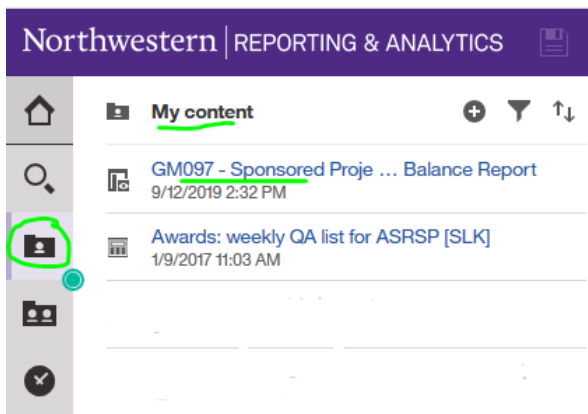 Northwestern | REPORTING & ANALYTICS
My content
GM097 - Sponsored Proje ... Balance Report
9/12/2019 2:32 PM
Awards: weekly QA list for ASRSP [SLK]
1/9/2017 11:03 AM